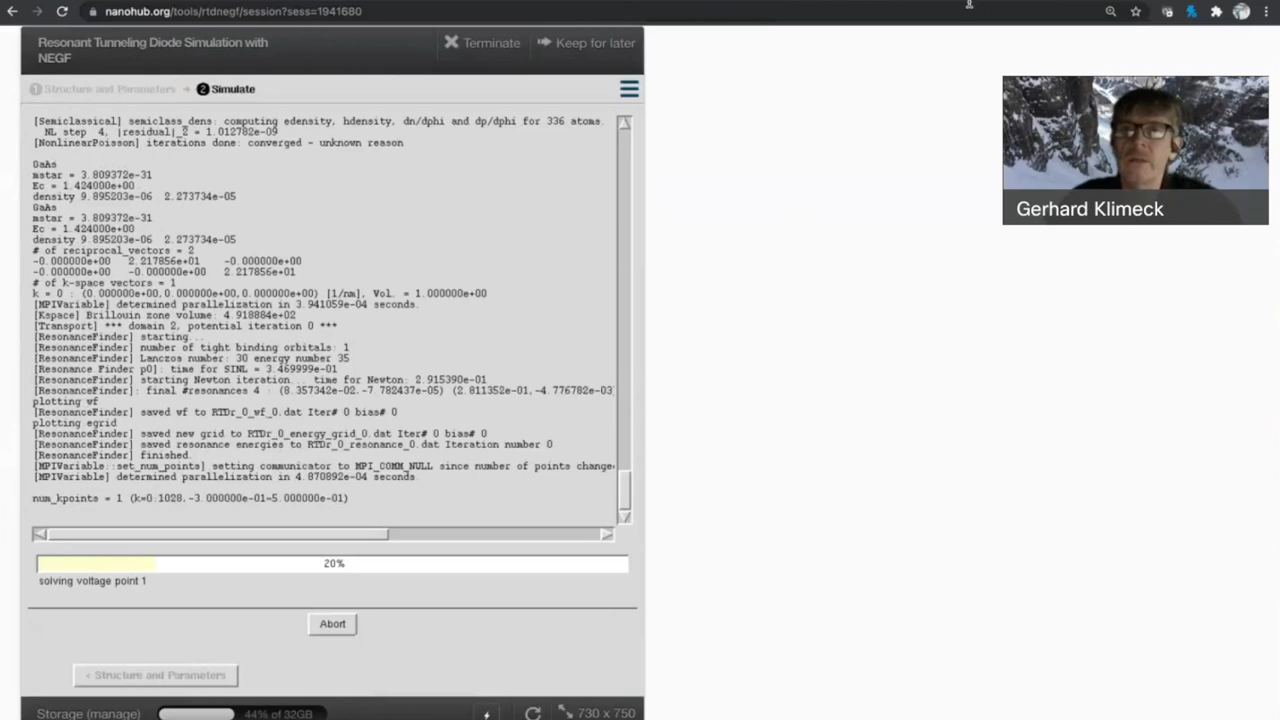 nanohub.org/tools/rtdnegf/session?sess=1941680
Resonant Tunneling Diode Simulation with
NEGF
Terminate
Keep for later
1 Structure and Parameters → 2 Simulate
[Semiclassical] semiclass_dens: computing edensity, hdensity, dn/dphi and dp/dphi for 336 atoms.
NL step 4, |residual|_2 = 1.012782e-09
[NonlinearPoisson] iterations done: converged - unknown reason
GaAs
mstar = 3.809372e-31
Ec = 1.424000e+00
density 9.895203e-06 2.273734e-05
GaAs
mstar = 3.809372e-31
Ec = 1.424000e+00
density 9.895203e-06 2.273734e-05
# of reciprocal_vectors = 2
-0.000000e+00 2.217856e+01 -0.000000e+00
-0.000000e+00 -0.000000e+00 2.217856e+01
# of k-space vectors = 1
k = 0 : (0.000000e+00,0.000000e+00,0.000000e+00) [1/nm], Vol. = 1.000000e+00
[MPIVariable] determined parallelization in 3.941059e-04 seconds.
[Kspace] Brillouin zone volume: 4.918884e+02
[Transport] *** domain 2, potential iteration 0 ***
[ResonanceFinder] starting...
[ResonanceFinder] number of tight binding orbitals: 1
[ResonanceFinder] Lanczos number: 30 energy number 35
[Resonance Finder p0]: time for SINL = 3.469999e-01
[ResonanceFinder] starting Newton iteration... time for Newton: 2.915390e-01
[ResonanceFinder]: final #resonances 4 : (8.357342e-02,-7.782437e-05) (2.811352e-01,-4.776782e-03)
plotting wf
[ResonanceFinder] saved wf to RTDr_0_wf_0.dat Iter# 0 bias# 0
plotting egrid
[ResonanceFinder] saved new grid to RTDr_0_energy_grid_0.dat Iter# 0 bias# 0
[ResonanceFinder] saved resonance energies to RTDr_0_resonance_0.dat Iteration number 0
[ResonanceFinder] finished.
[MPIVariable::set_num_points] setting communicator to MPI_COMM_NULL since number of points change
[MPIVariable] determined parallelization in 4.870892e-04 seconds.
num_kpoints = 1 (k=0:1028,-3.000000e-01-5.000000e-01)
20%
solving voltage point 1
Abort
< Structure and Parameters
Storage (manage)
44% of 32GB
730 x 750
Gerhard Klimeck